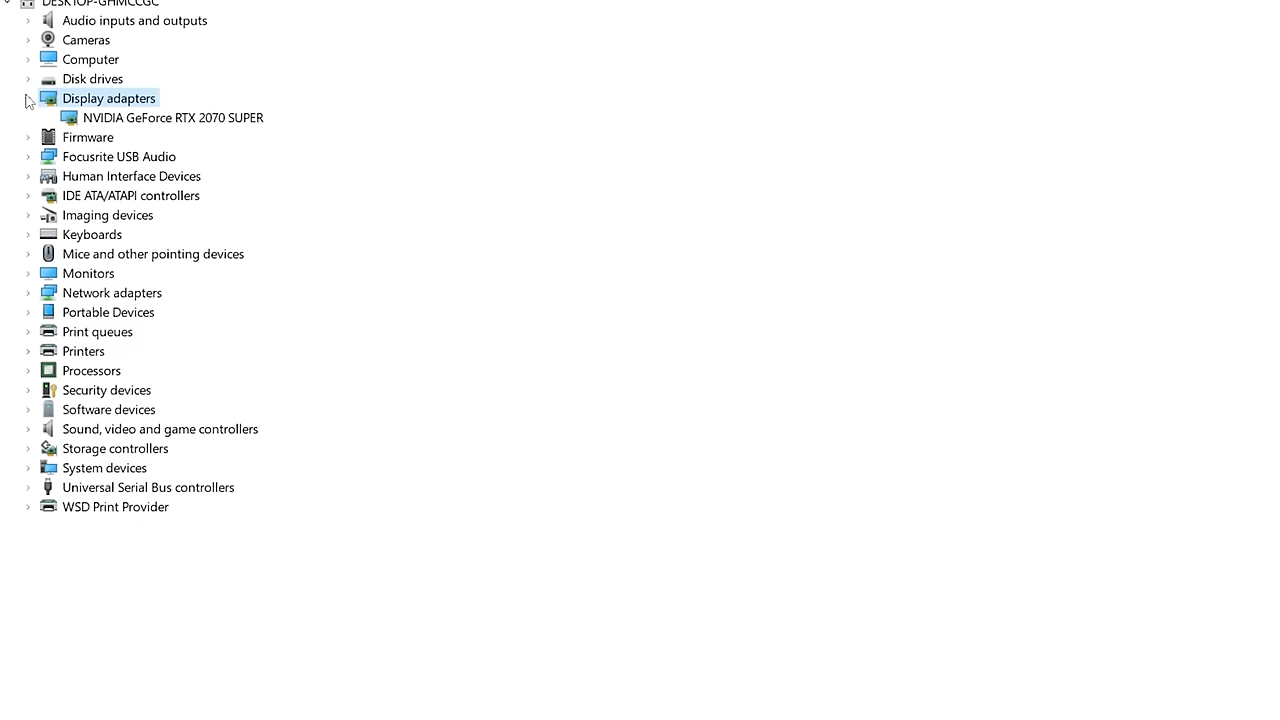 DESKTOP-GHMCCGC
Audio inputs and outputs
Cameras
Computer
Disk drives
Display adapters
NVIDIA GeForce RTX 2070 SUPER
Firmware
Focusrite USB Audio
Human Interface Devices
IDE ATA/ATAPI controllers
Imaging devices
Keyboards
Mice and other pointing devices
Monitors
Network adapters
Portable Devices
Print queues
Printers
Processors
Security devices
Software devices
Sound, video and game controllers
Storage controllers
System devices
Universal Serial Bus controllers
WSD Print Provider